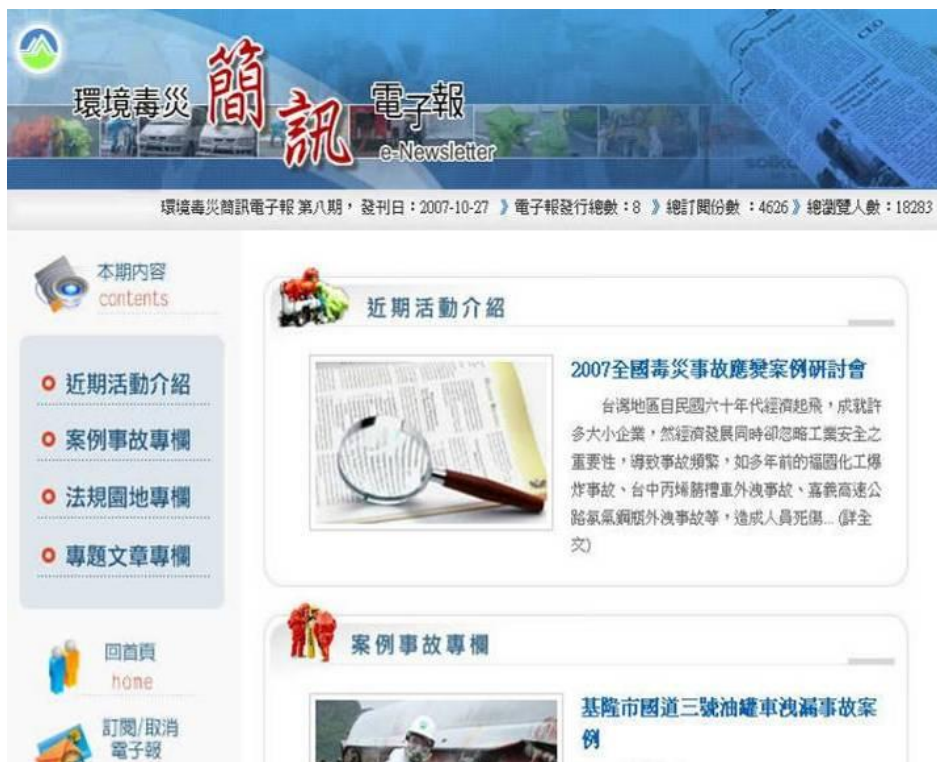 環境毒災 簡訊 電子報
e-Newsletter
環境毒災簡訊電子報 第八期， 發刊日：2007-10-27 》電子報發行總數：8 》總訂閱份數 ：4626 》總瀏覽人數：18283
本期內容
contents
近期活動介紹
案例事故專欄
法規園地專欄
專題文章專欄
回首頁
home
訂閱/取消
電子報
近期活動介紹
2007全國毒災事故應變案例研討會
台灣地區自民國六十年代經濟起飛，成就許
多大小企業，然經濟發展同時卻忽略工業安全之
重要性，導致事故頻繁，如多年前的福國化工爆
炸事故、台中丙烯腈槽車外洩事故、嘉義高速公
路氯氣鋼瓶外洩事故等，造成人員死傷... (詳全
文)
案例事故專欄
基隆市國道三號油罐車洩漏事故案
例